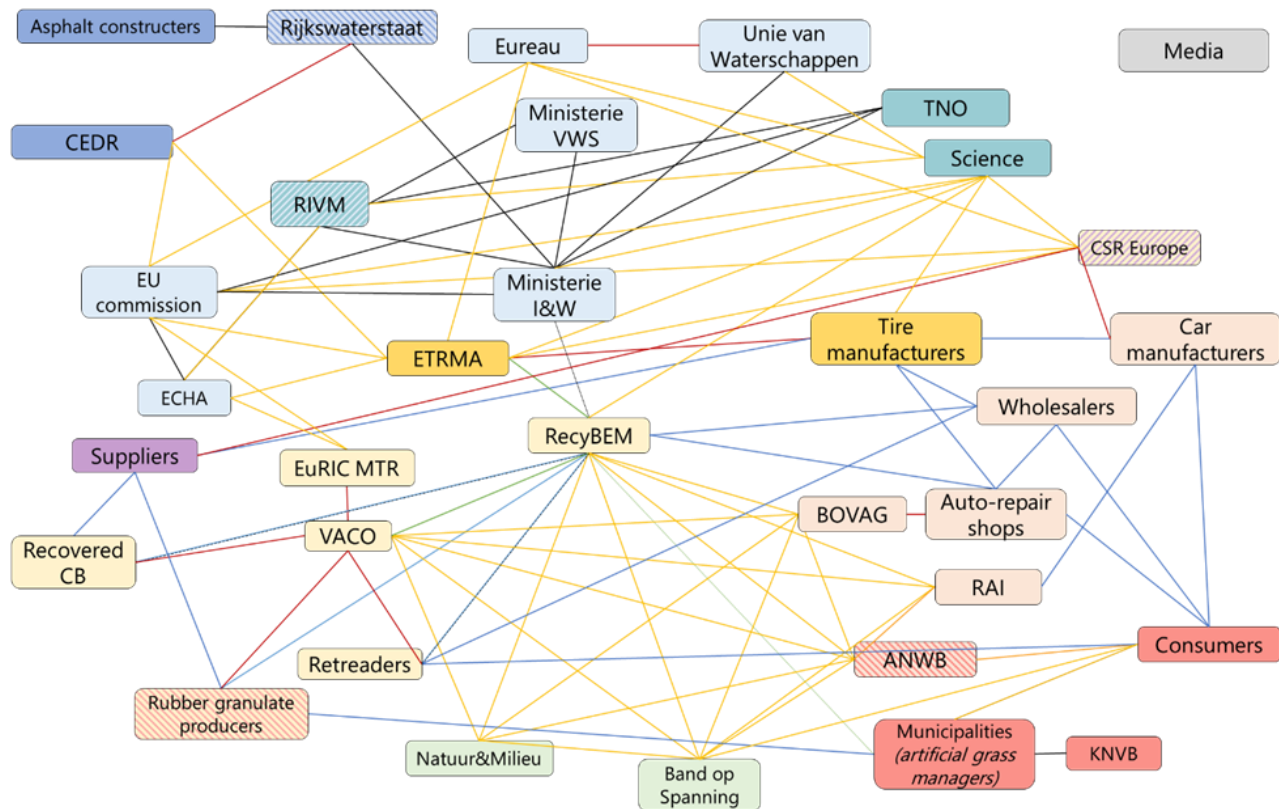 Asphalt constructers
Rijkswaterstaat
Eureau
Unie van
Waterschappen
Media
CEDR
Ministerie
VWS
TNO
Science
RIVM
CSR Europe
EU
commission
Ministerie
I&W
ETRMA
Tire
manufacturers
Car
manufacturers
ECHA
Wholesalers
RecyBEM
Suppliers
EuRIC MTR
BOVAG
Auto-repair
shops
Recovered
CB
VACO
RAI
Retreaders
ANWB
Consumers
Rubber granulate
producers
Natuur&Milieu
Band op
Spanning
Municipalities
(artificial grass
managers)
KNVB